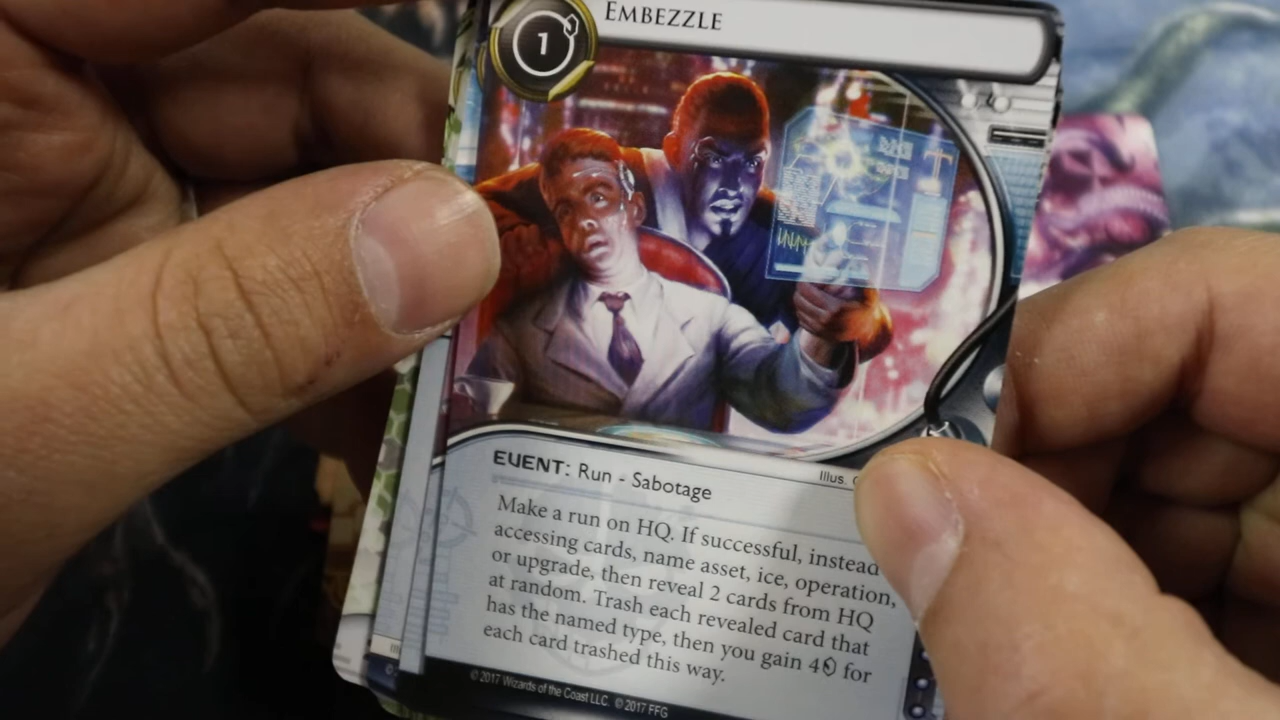 1
EMBEZZLE
EVENT: Run - Sabotage
Illus.
Make a run on HQ. If successful, instead
accessing cards, name asset, ice, operation,
or upgrade, then reveal 2 cards from HQ
at random. Trash each revealed card that
has the named type, then you gain 4 for
each card trashed this way.
© 2017 Wizards of the Coast LLC. © 2017 FFG